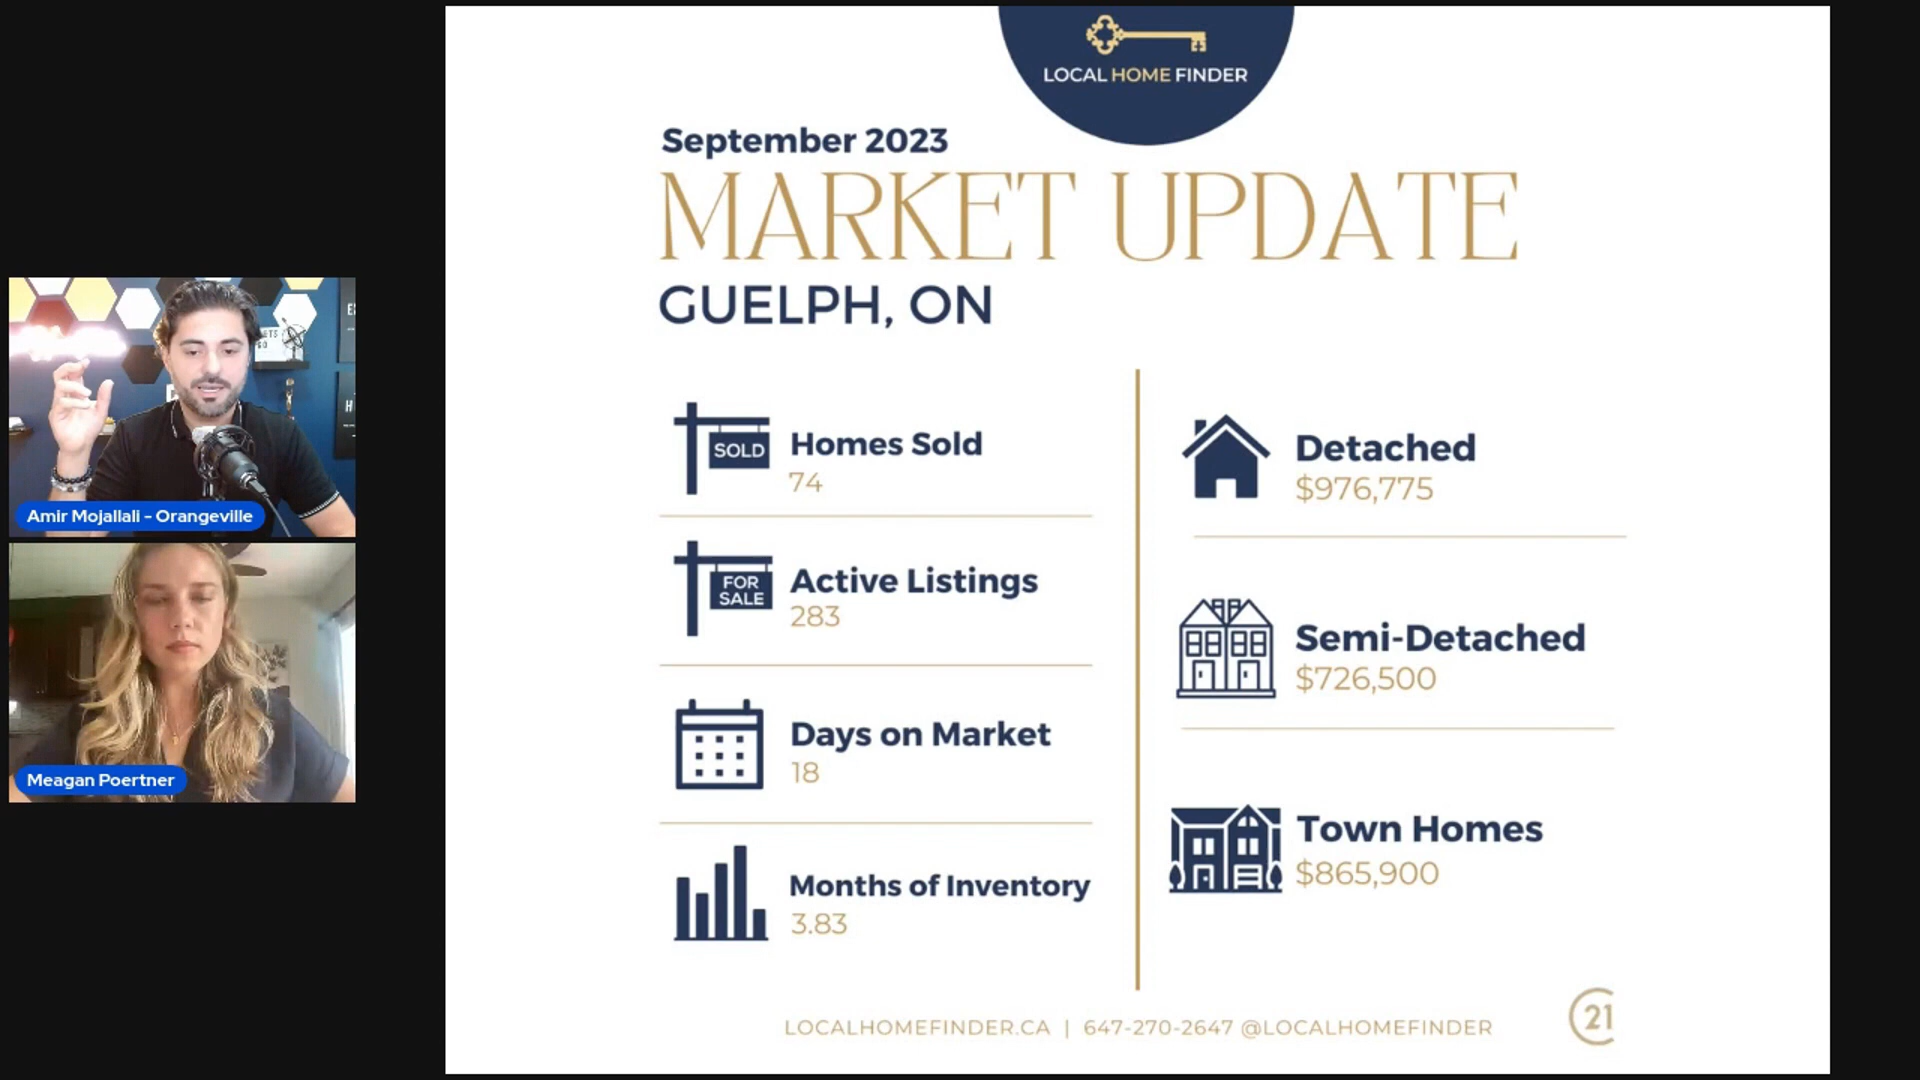 LOCAL HOME FINDER
September 2023
MARKET UPDATE
GUELPH, ON
SOLD
Homes Sold
74
FOR
SALE
Active Listings
283
Days on Market
18
Months of Inventory
3.83
Detached
$976,775
Semi-Detached
$726,500
Town Homes
$865,900
LOCALHOMEFINDER.CA | 647-270-2647 @LOCALHOMEFINDER
21
Amir Mojallali - Orangeville
Meagan Poertner